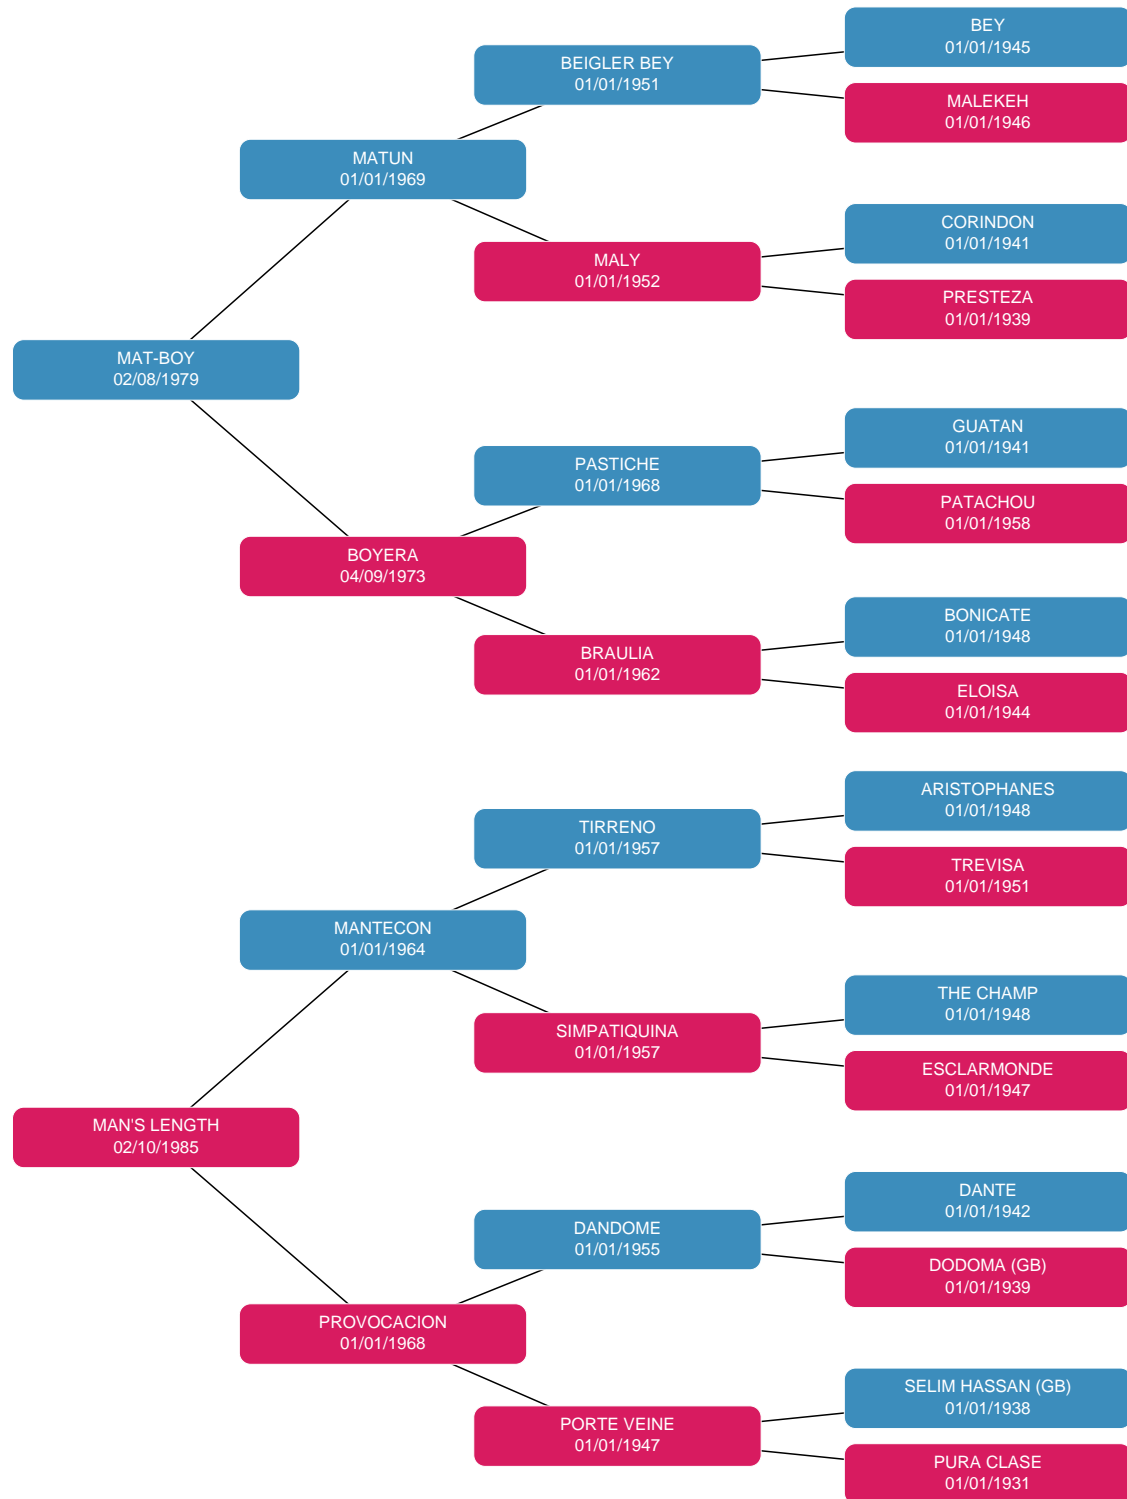 BEY
01/01/1945
BEIGLER BEY
01/01/1951
MALEKEH
01/01/1946
MATUN
01/01/1969
CORINDON
01/01/1941
MALY
01/01/1952
PRESTEZA
01/01/1939
MAT-BOY
02/08/1979
GUATAN
01/01/1941
PASTICHE
01/01/1968
PATACHOU
01/01/1958
BOYERA
04/09/1973
BONICATE
01/01/1948
BRAULIA
01/01/1962
ELOISA
01/01/1944
ARISTOPHANES
01/01/1948
TIRRENO
01/01/1957
TREVISA
01/01/1951
MANTECON
01/01/1964
THE CHAMP
01/01/1948
SIMPATIQUINA
01/01/1957
ESCLARMONDE
01/01/1947
MAN'S LENGTH
02/10/1985
DANTE
01/01/1942
DANDOME
01/01/1955
DODOMA (GB)
01/01/1939
PROVOCACION
01/01/1968
SELIM HASSAN (GB)
01/01/1938
PORTE VEINE
01/01/1947
PURA CLASE
01/01/1931